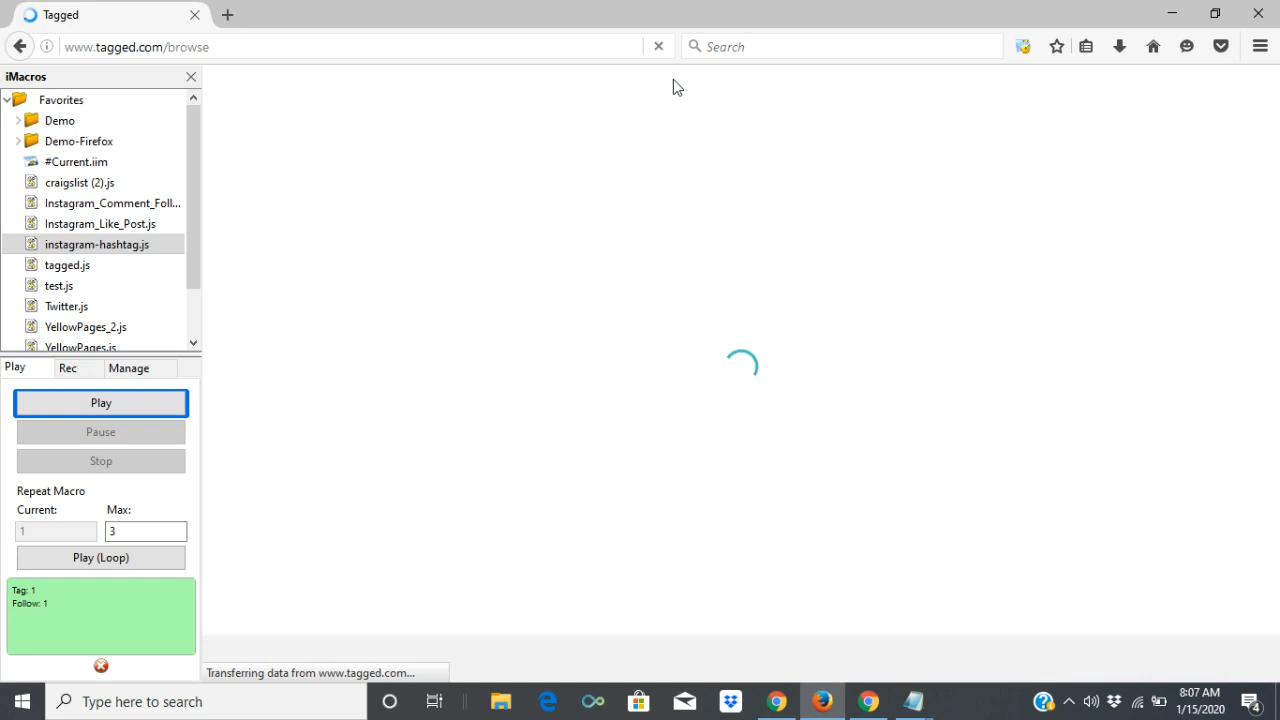 Tagged
www.tagged.com/browse
Search
iMacros
Favorites
Demo
Demo-Firefox
#Current.iim
craigslist (2).js
Instagram_Comment_Foll...
Instagram_Like_Post.js
instagram-hashtag.js
tagged.js
test.js
Twitter.js
YellowPages_2.js
YellowPages.js
Play Rec Manage
Play
Pause
Stop
Repeat Macro
Current: Max:
1 3
Play (Loop)
Tag: 1
Follow: 1
Transferring data from www.tagged.com...
Type here to search
8:07 AM
1/15/2020
4